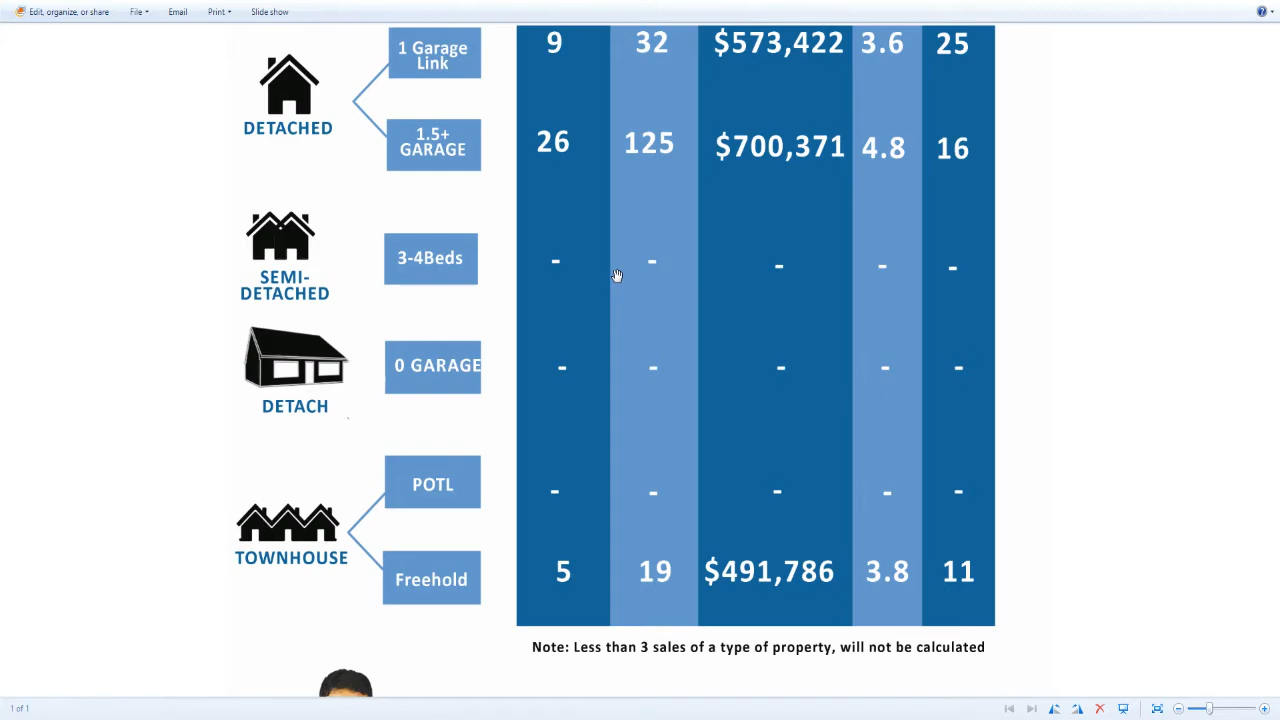 Edit, organize, or share File Email Print Slide show
1 Garage
Link
9 32 $573,422 3.6 25
DETACHED
1.5+
GARAGE
26 125 $700,371 4.8 16
SEMI-
DETACHED
3-4Beds
- - - - -
0 GARAGE
- - - - -
DETACH
POTL
- - - - -
TOWNHOUSE
Freehold
5 19 $491,786 3.8 11
Note: Less than 3 sales of a type of property, will not be calculated
1 of 1